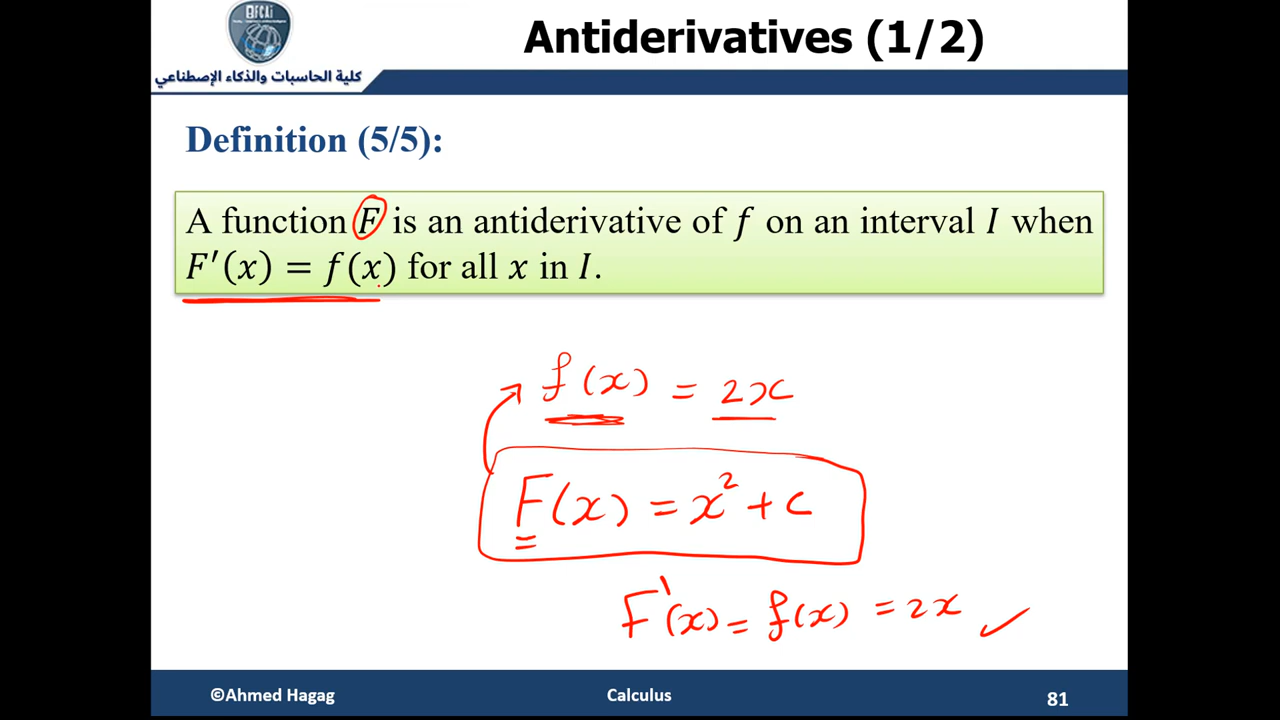 FCAi
Antiderivatives (1/2)
كلية الحاسبات والذكاء الإصطناعي
Definition (5/5):
A function F is an antiderivative of f on an interval I when
F′(x) = f(x) for all x in I.
f(x) = 2x
F(x) = x² + c
F'(x) = f(x) = 2x ✓
©Ahmed Hagag
Calculus
81